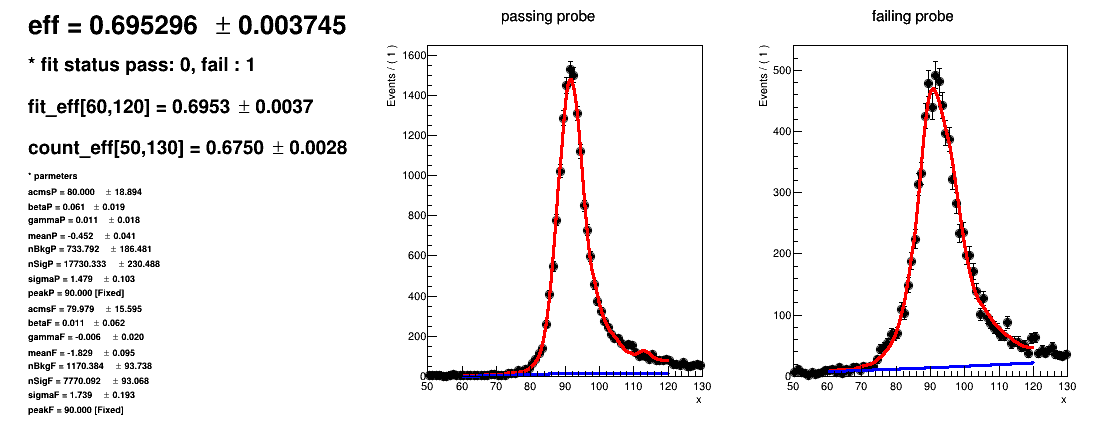 eff = 0.695296 ± 0.003745
* fit status pass: 0, fail : 1
fit_eff[60,120] = 0.6953 ± 0.0037
count_eff[50,130] = 0.6750 ± 0.0028
* parmeters
acmsP = 80.000 ± 18.894
betaP = 0.061 ± 0.019
gammaP = 0.011 ± 0.018
meanP = -0.452 ± 0.041
nBkgP = 733.792 ± 186.481
nSigP = 17730.333 ± 230.488
sigmaP = 1.479 ± 0.103
peakP = 90.000 [Fixed]
acmsF = 79.979 ± 15.595
betaF = 0.011 ± 0.062
gammaF = -0.006 ± 0.020
meanF = -1.829 ± 0.095
nBkgF = 1170.384 ± 93.738
nSigF = 7770.092 ± 93.068
sigmaF = 1.739 ± 0.193
peakF = 90.000 [Fixed]
passing probe
Events / ( 1 )
1600
1400
1200
1000
800
600
400
200
0
50 60 70 80 90 100 110 120 130
x
failing probe
Events / ( 1 )
500
400
300
200
100
0
50 60 70 80 90 100 110 120 130
x